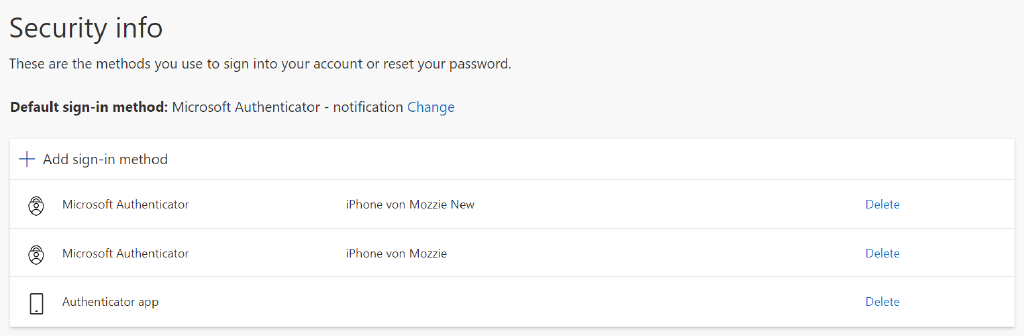 Security info
These are the methods you use to sign into your account or reset your password.
Default sign-in method: Microsoft Authenticator - notification Change
Add sign-in method
Microsoft Authenticator iPhone von Mozzie New Delete
Microsoft Authenticator iPhone von Mozzie Delete
Authenticator app Delete